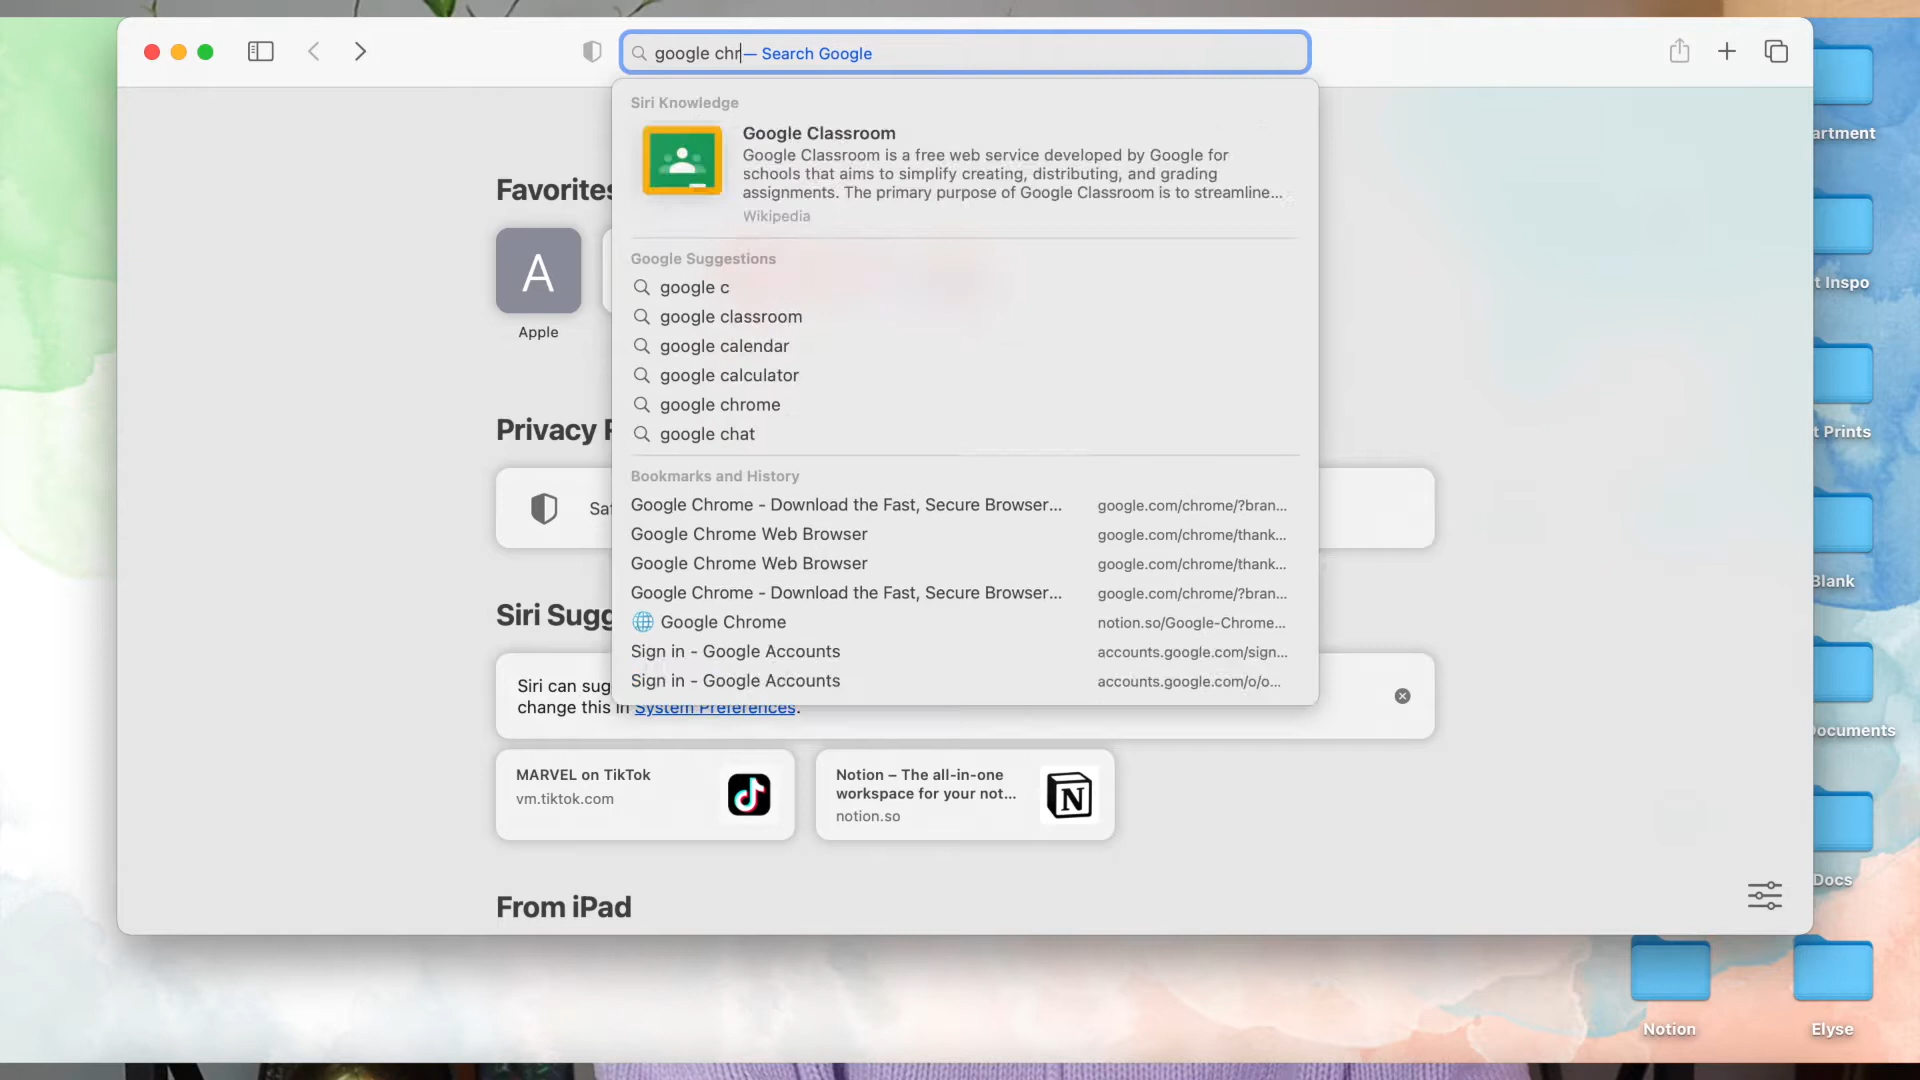 google chr— Search Google
Siri Knowledge
Google Classroom
Google Classroom is a free web service developed by Google for
schools that aims to simplify creating, distributing, and grading
assignments. The primary purpose of Google Classroom is to streamline...
Wikipedia
Google Suggestions
google c
google classroom
google calendar
google calculator
google chrome
google chat
Bookmarks and History
Google Chrome - Download the Fast, Secure Browser... google.com/chrome/?bran...
Google Chrome Web Browser google.com/chrome/thank...
Google Chrome Web Browser google.com/chrome/thank...
Google Chrome - Download the Fast, Secure Browser... google.com/chrome/?bran...
Google Chrome notion.so/Google-Chrome...
Sign in - Google Accounts accounts.google.com/sign...
Sign in - Google Accounts accounts.google.com/o/o...
Favorites
A
Apple
Privacy
Siri Sugg
Siri can sug
change this in System Preferences.
MARVEL on TikTok
vm.tiktok.com
Notion – The all-in-one
workspace for your not...
notion.so
N
From iPad
artment
t Inspo
t Prints
Blank
Documents
Docs
Notion
Elyse